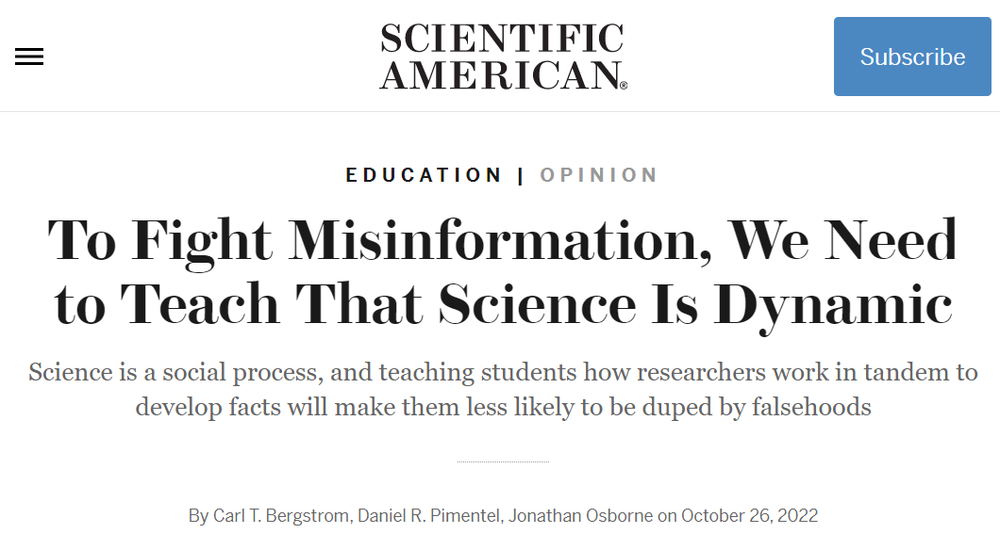 SCIENTIFIC
AMERICAN®
Subscribe
EDUCATION | OPINION
To Fight Misinformation, We Need
to Teach That Science Is Dynamic
Science is a social process, and teaching students how researchers work in tandem to
develop facts will make them less likely to be duped by falsehoods
By Carl T. Bergstrom, Daniel R. Pimentel, Jonathan Osborne on October 26, 2022